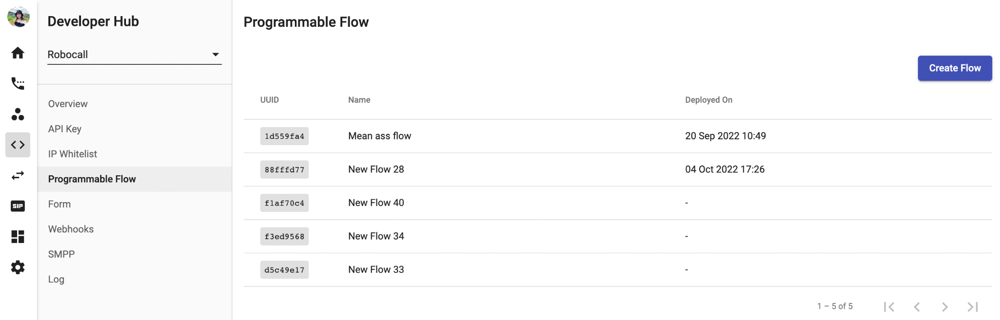 Developer Hub
Robocall
Overview
API Key
IP Whitelist
Programmable Flow
Form
Webhooks
SMPP
Log
SIP
Programmable Flow
Create Flow
UUID Name Deployed On
1d559fa4 Mean ass flow 20 Sep 2022 10:49
88fffd77 New Flow 28 04 Oct 2022 17:26
f1af70c4 New Flow 40 -
f3ed9568 New Flow 34 -
d5c49e17 New Flow 33 -
1 – 5 of 5